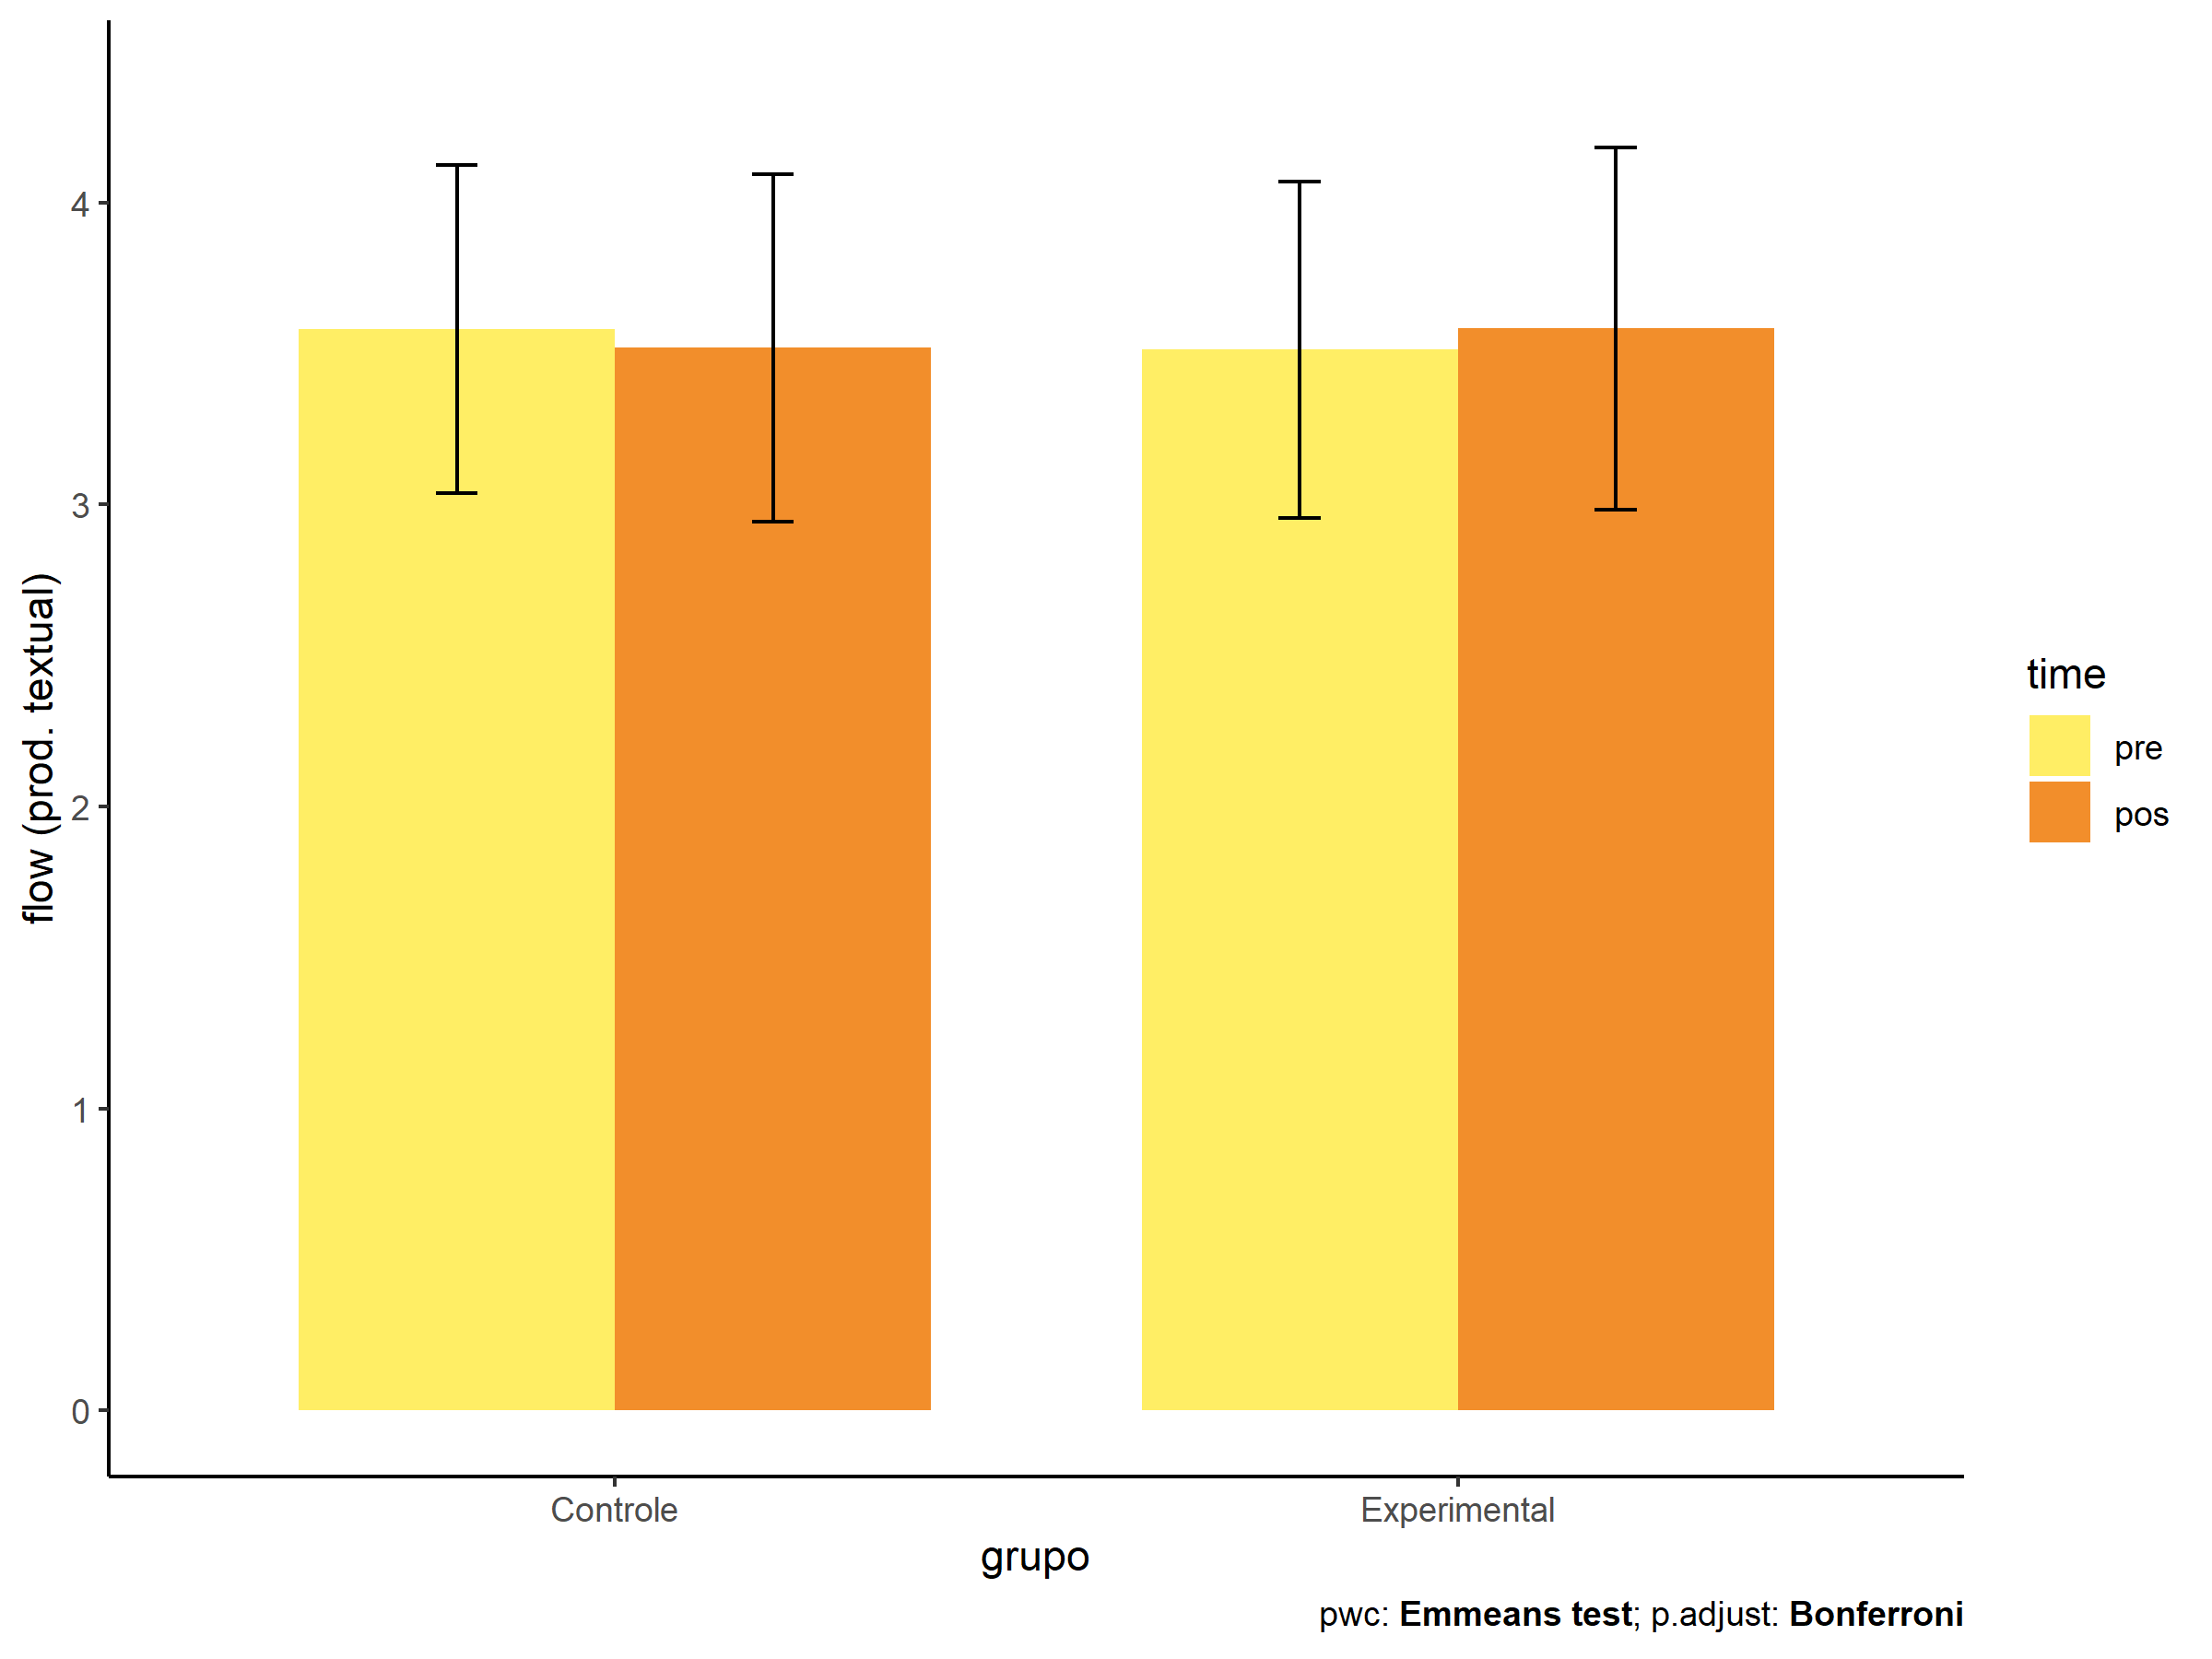 flow (prod. textual)
4
3
2
1
0
Controle
Experimental
grupo
time
pre
pos
pwc: Emmeans test; p.adjust: Bonferroni